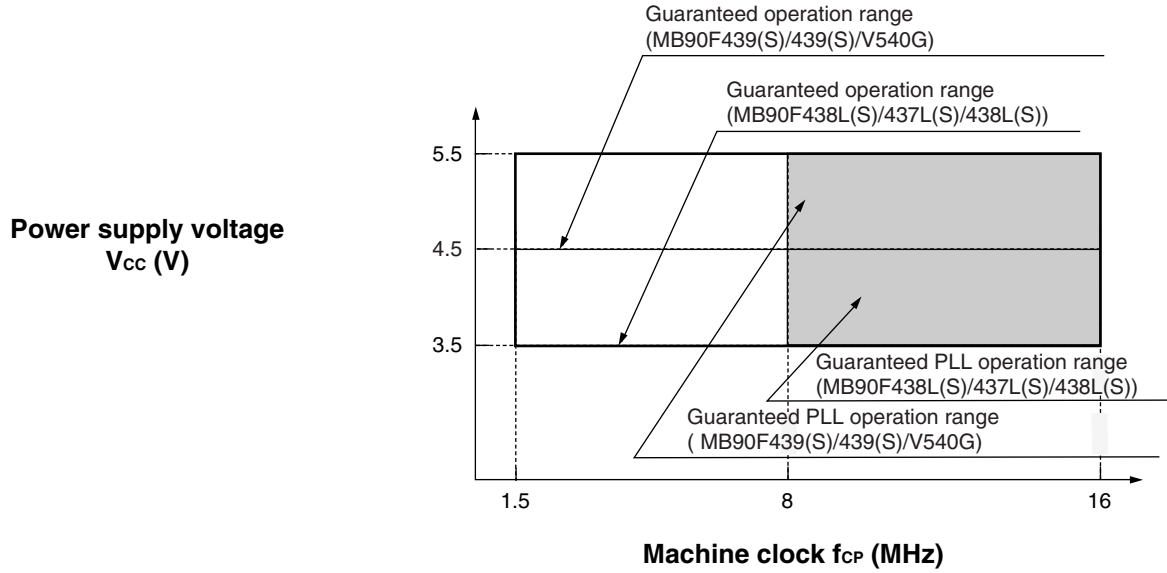 Guaranteed operation range
(MB90F439(S)/439(S)/V540G)
Guaranteed operation range
(MB90F438L(S)/437L(S)/438L(S))
5.5
Power supply voltage
VCC (V)
4.5
3.5
Guaranteed PLL operation range
(MB90F438L(S)/437L(S)/438L(S))
Guaranteed PLL operation range
( MB90F439(S)/439(S)/V540G)
1.5
8
16
Machine clock fCP (MHz)